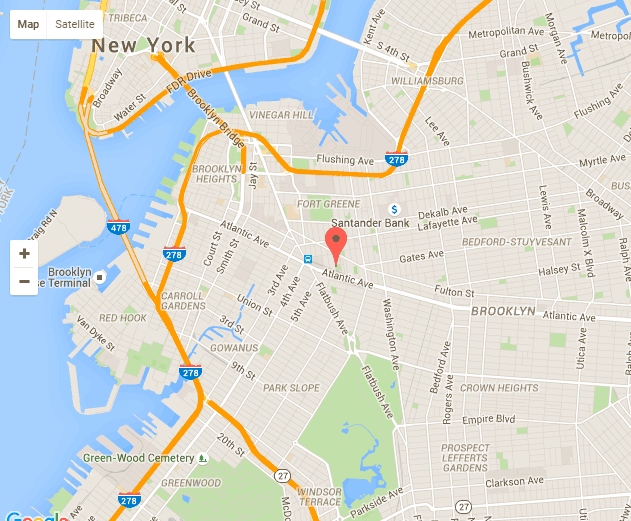 Map
Satellite
TRIBECA
Grand St
Grand St
Kent Ave
S 4th St
Metropolitan Ave
Morgan Ave
Grand St
New York
Broadway
Water St
FDR Drive
WILLIAMSBURG
Bushwick Ave
Flushing Ave
Brooklyn Bridge
VINEGAR HILL
Lee Ave
278
Flushing Ave
Myrtle Ave
BROOKLYN
HEIGHTS
Jay St
FORT GREENE
Lewis Ave
Broadway
Malcolm X Blvd
Santander Bank
Dekalb Ave
Lafayette Ave
478
Court St
Smith St
Atlantic Ave
278
BEDFORD-STUYVESANT
Gates Ave
Halsey St
+
−
Brooklyn
se Terminal
3rd Ave
4th Ave
5th Ave
Atlantic Ave
Fulton St
CARROLL
GARDENS
Union St
Flatbush Ave
Washington Ave
BROOKLYN
Atlantic Ave
RED HOOK
Van Dyke St
3rd St
GOWANUS
Utica Ave
278
9th St
PARK SLOPE
Flatbush Ave
Bedford Ave
Rogers Ave
CROWN HEIGHTS
Empire Blvd
20th St
Green-Wood Cemetery
PROSPECT
LEFFERTS
GARDENS
GREENWOOD
27
Clarkson Ave
WINDSOR
TERRACE
Parkside Ave
27
278
Google